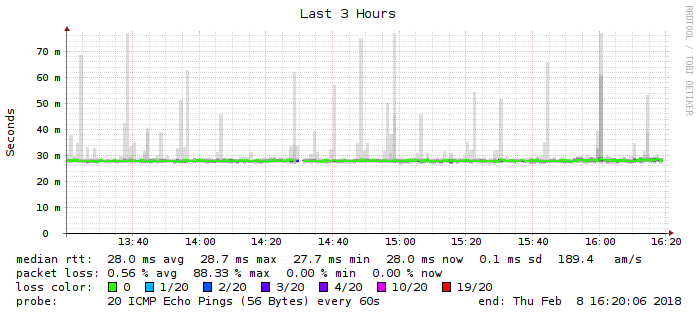 Last 3 Hours
RRDTOOL / TOBI OETIKER
Seconds
70 m
60 m
50 m
40 m
30 m
20 m
10 m
0
13:40 14:00 14:20 14:40 15:00 15:20 15:40 16:00 16:20
median rtt: 28.0 ms avg 28.7 ms max 27.7 ms min 28.0 ms now 0.1 ms sd 189.4 am/s
packet loss: 0.56 % avg 88.33 % max 0.00 % min 0.00 % now
loss color: 0 1/20 2/20 3/20 4/20 10/20 19/20
probe: 20 ICMP Echo Pings (56 Bytes) every 60s end: Thu Feb 8 16:20:06 2018